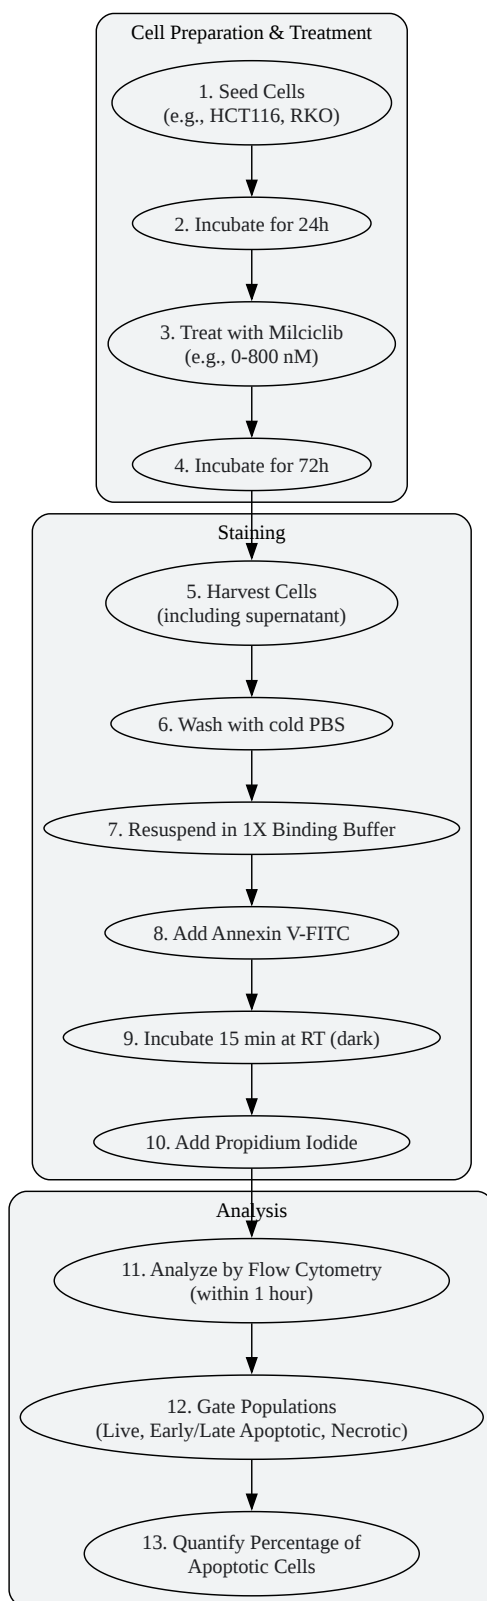 Cell Preparation & Treatment
1. Seed Cells
(e.g., HCT116, RKO)
2. Incubate for 24h
3. Treat with Milciclib
(e.g., 0-800 nM)
4. Incubate for 72h
Staining
5. Harvest Cells
(including supernatant)
6. Wash with cold PBS
7. Resuspend in 1X Binding Buffer
8. Add Annexin V-FITC
9. Incubate 15 min at RT (dark)
10. Add Propidium Iodide
Analysis
11. Analyze by Flow Cytometry
(within 1 hour)
12. Gate Populations
(Live, Early/Late Apoptotic, Necrotic)
13. Quantify Percentage of
Apoptotic Cells